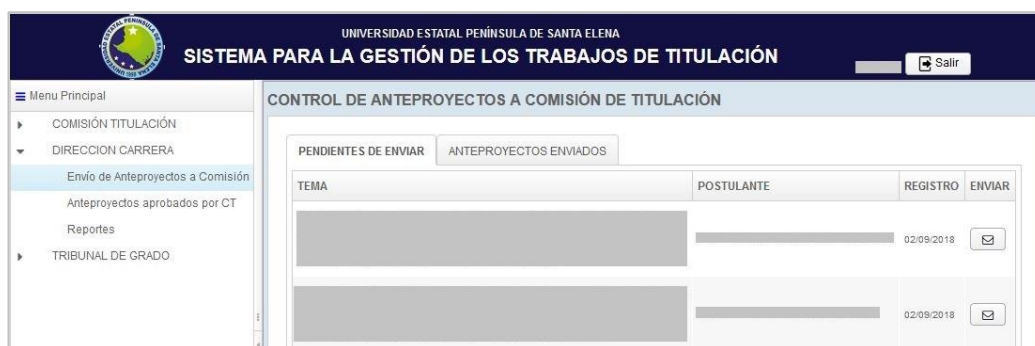 UNIVERSIDAD ESTATAL PENÍNSULA DE SANTA ELENA
SISTEMA PARA LA GESTIÓN DE LOS TRABAJOS DE TITULACIÓN
Salir
Menu Principal
COMISIÓN TITULACIÓN
DIRECCION CARRERA
Envío de Anteproyectos a Comisión
Anteproyectos aprobados por CT
Reportes
TRIBUNAL DE GRADO
CONTROL DE ANTEPROYECTOS A COMISIÓN DE TITULACIÓN
PENDIENTES DE ENVIAR ANTEPROYECTOS ENVIADOS
TEMA POSTULANTE REGISTRO ENVIAR
02/09/2018
02/09/2018